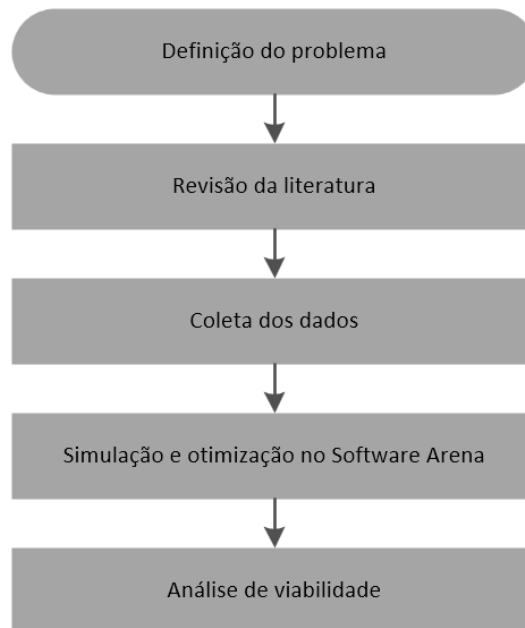 Definição do problema
Revisão da literatura
Coleta dos dados
Simulação e otimização no Software Arena
Análise de viabilidade